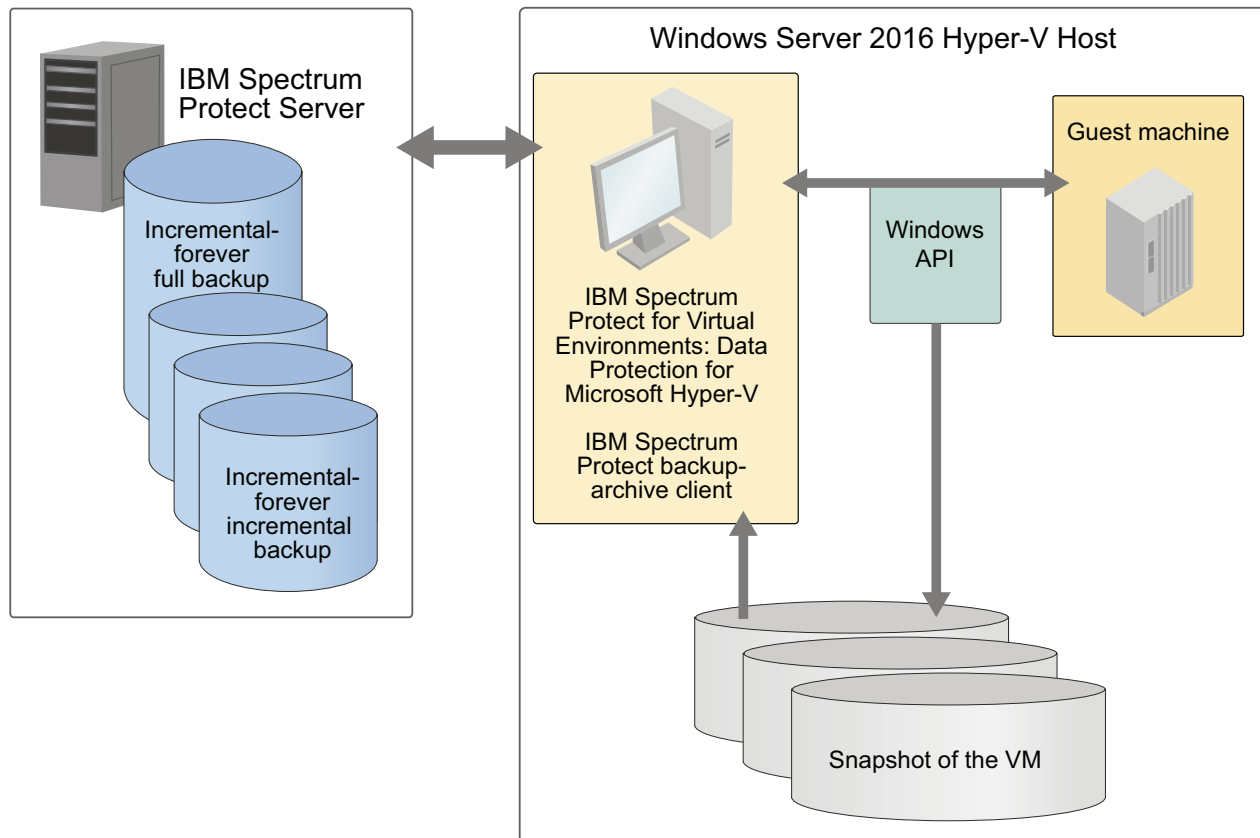 IBM Spectrum
Protect Server
Incremental-
forever
full backup
Incremental-
forever
incremental
backup
Windows Server 2016 Hyper-V Host
IBM Spectrum
Protect for Virtual
Environments: Data
Protection for
Microsoft Hyper-V
IBM Spectrum
Protect backup-
archive client
Windows
API
Guest machine
Snapshot of the VM